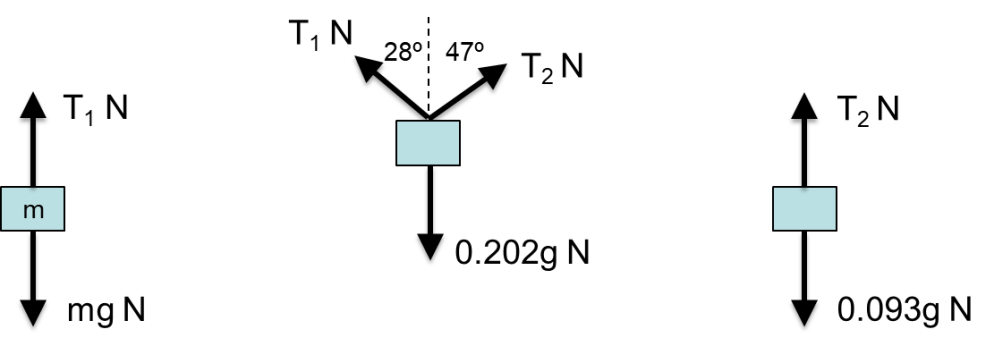 T₁ N
m
mg N
T₁ N
28º
47º
T₂ N
0.202g N
T₂ N
0.093g N